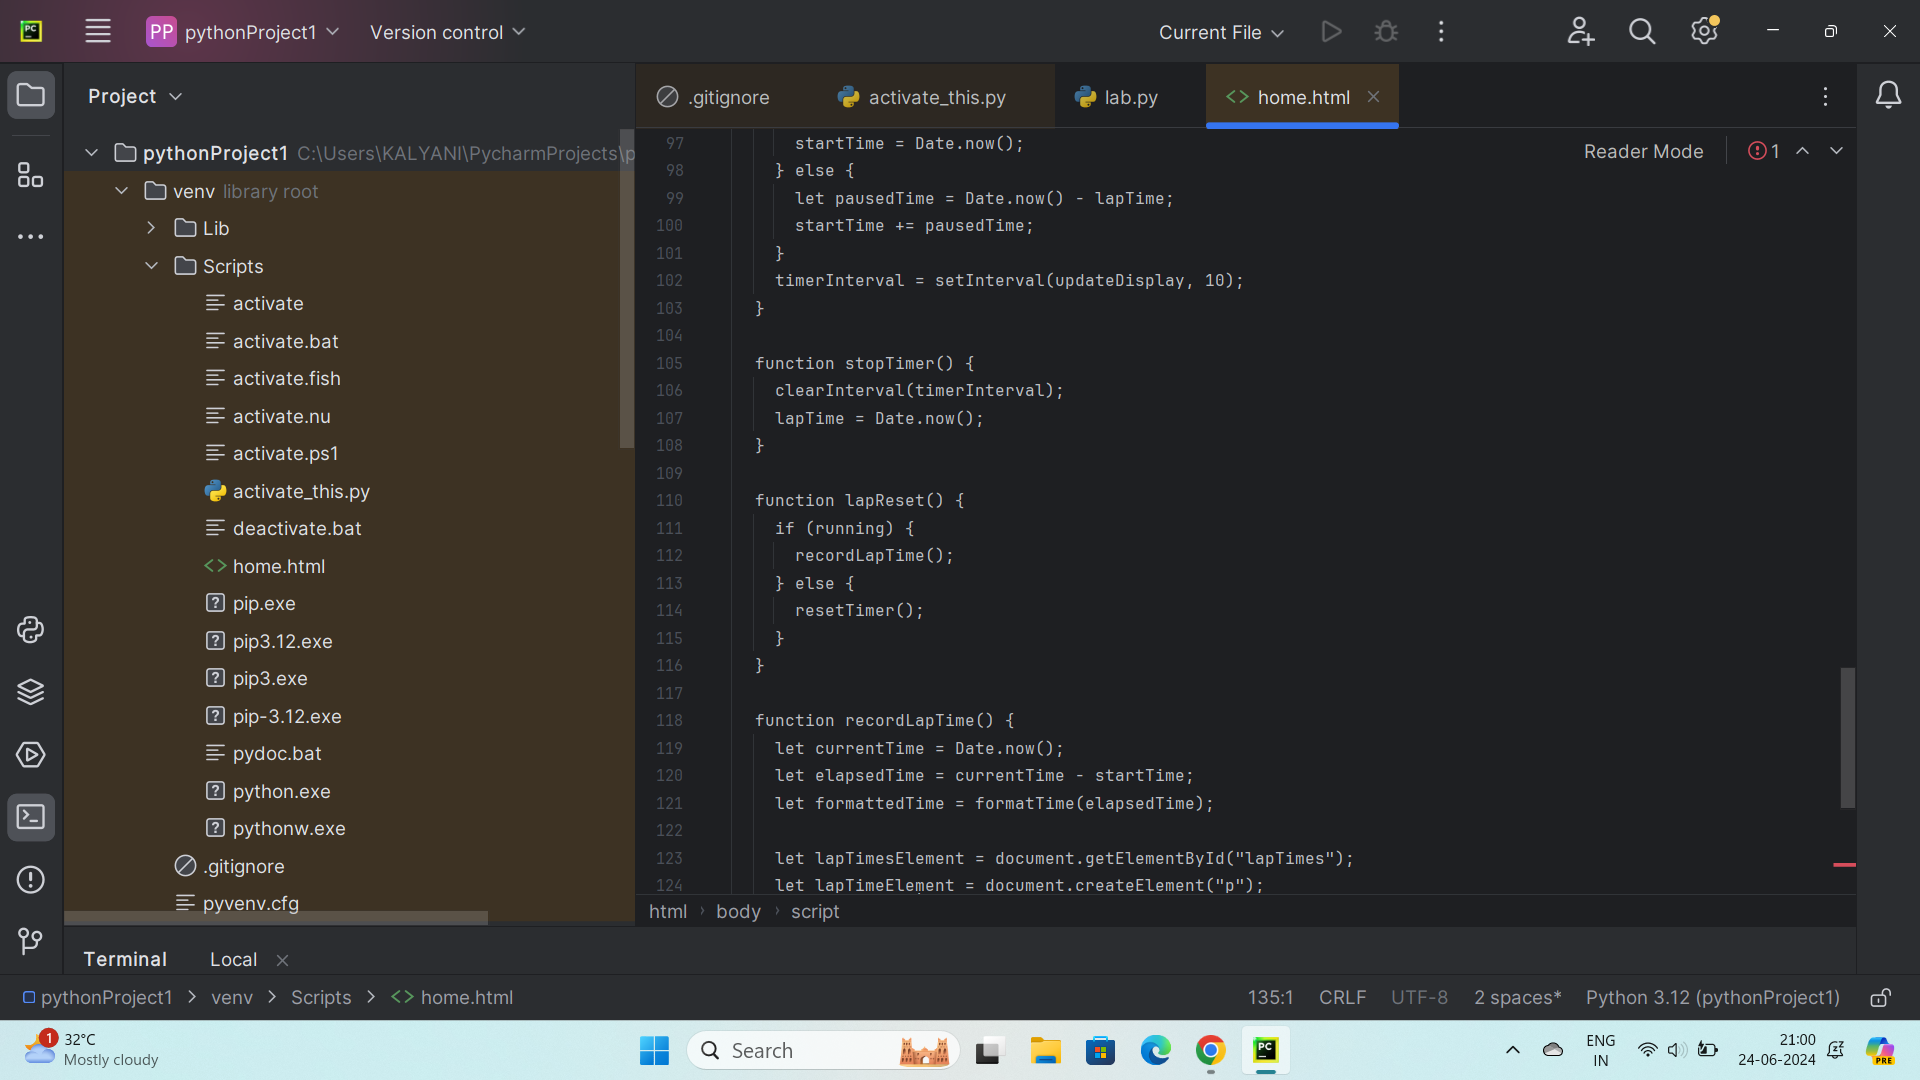 PC PP pythonProject1 Version control Current File
Project
.gitignore activate_this.py lab.py home.html
Reader Mode 1
pythonProject1 C:\Users\KALYANI\PycharmProjects\p
venv library root
Lib
Scripts
activate
activate.bat
activate.fish
activate.nu
activate.ps1
activate_this.py
deactivate.bat
home.html
pip.exe
pip3.12.exe
pip3.exe
pip-3.12.exe
pydoc.bat
python.exe
pythonw.exe
.gitignore
pyvenv.cfg
97 startTime = Date.now();
98 } else {
99 let pausedTime = Date.now() - lapTime;
100 startTime += pausedTime;
101 }
102 timerInterval = setInterval(updateDisplay, 10);
103 }
104
105 function stopTimer() {
106 clearInterval(timerInterval);
107 lapTime = Date.now();
108 }
109
110 function lapReset() {
111 if (running) {
112 recordLapTime();
113 } else {
114 resetTimer();
115 }
116 }
117
118 function recordLapTime() {
119 let currentTime = Date.now();
120 let elapsedTime = currentTime - startTime;
121 let formattedTime = formatTime(elapsedTime);
122
123 let lapTimesElement = document.getElementById("lapTimes");
124 let lapTimeElement = document.createElement("p");
html › body › script
Terminal Local
pythonProject1 > venv > Scripts > home.html 135:1 CRLF UTF-8 2 spaces* Python 3.12 (pythonProject1)
1 32°C
Mostly cloudy
Search
PC
ENG
IN
21:00
24-06-2024
PRE